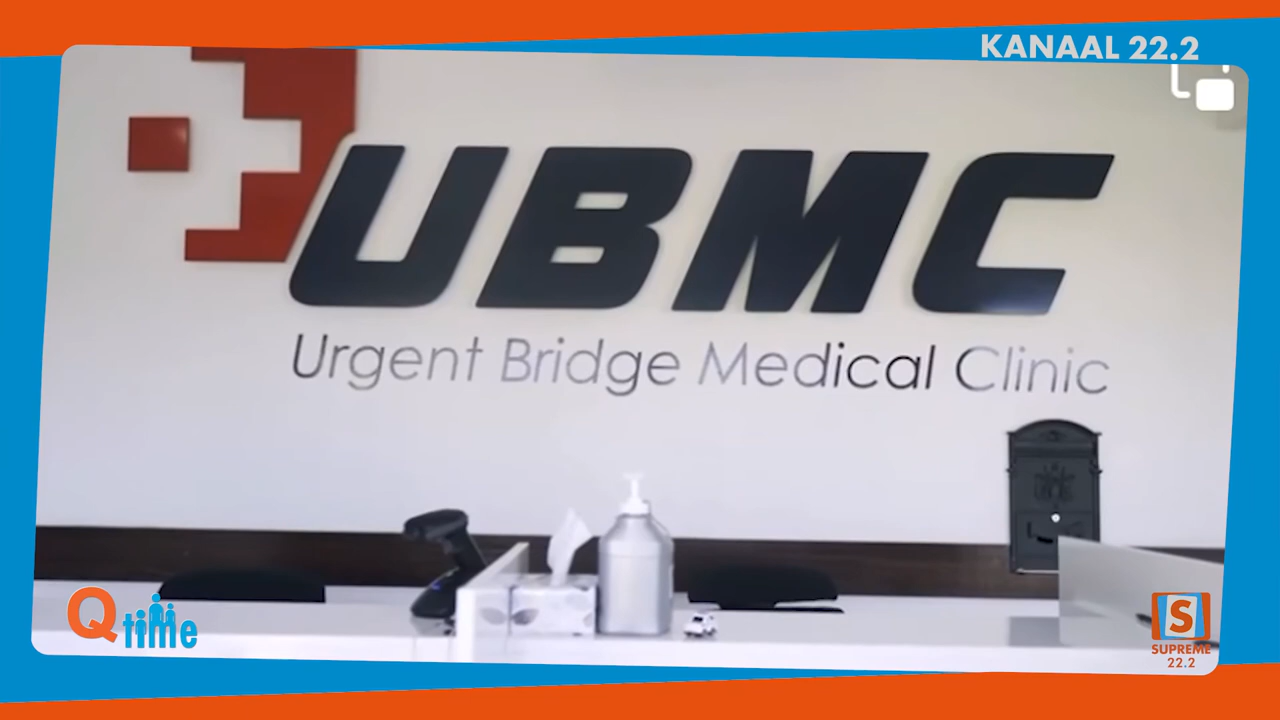 KANAAL 22.2
UBMC
Urgent Bridge Medical Clinic
Q time
S
SUPREME
22.2